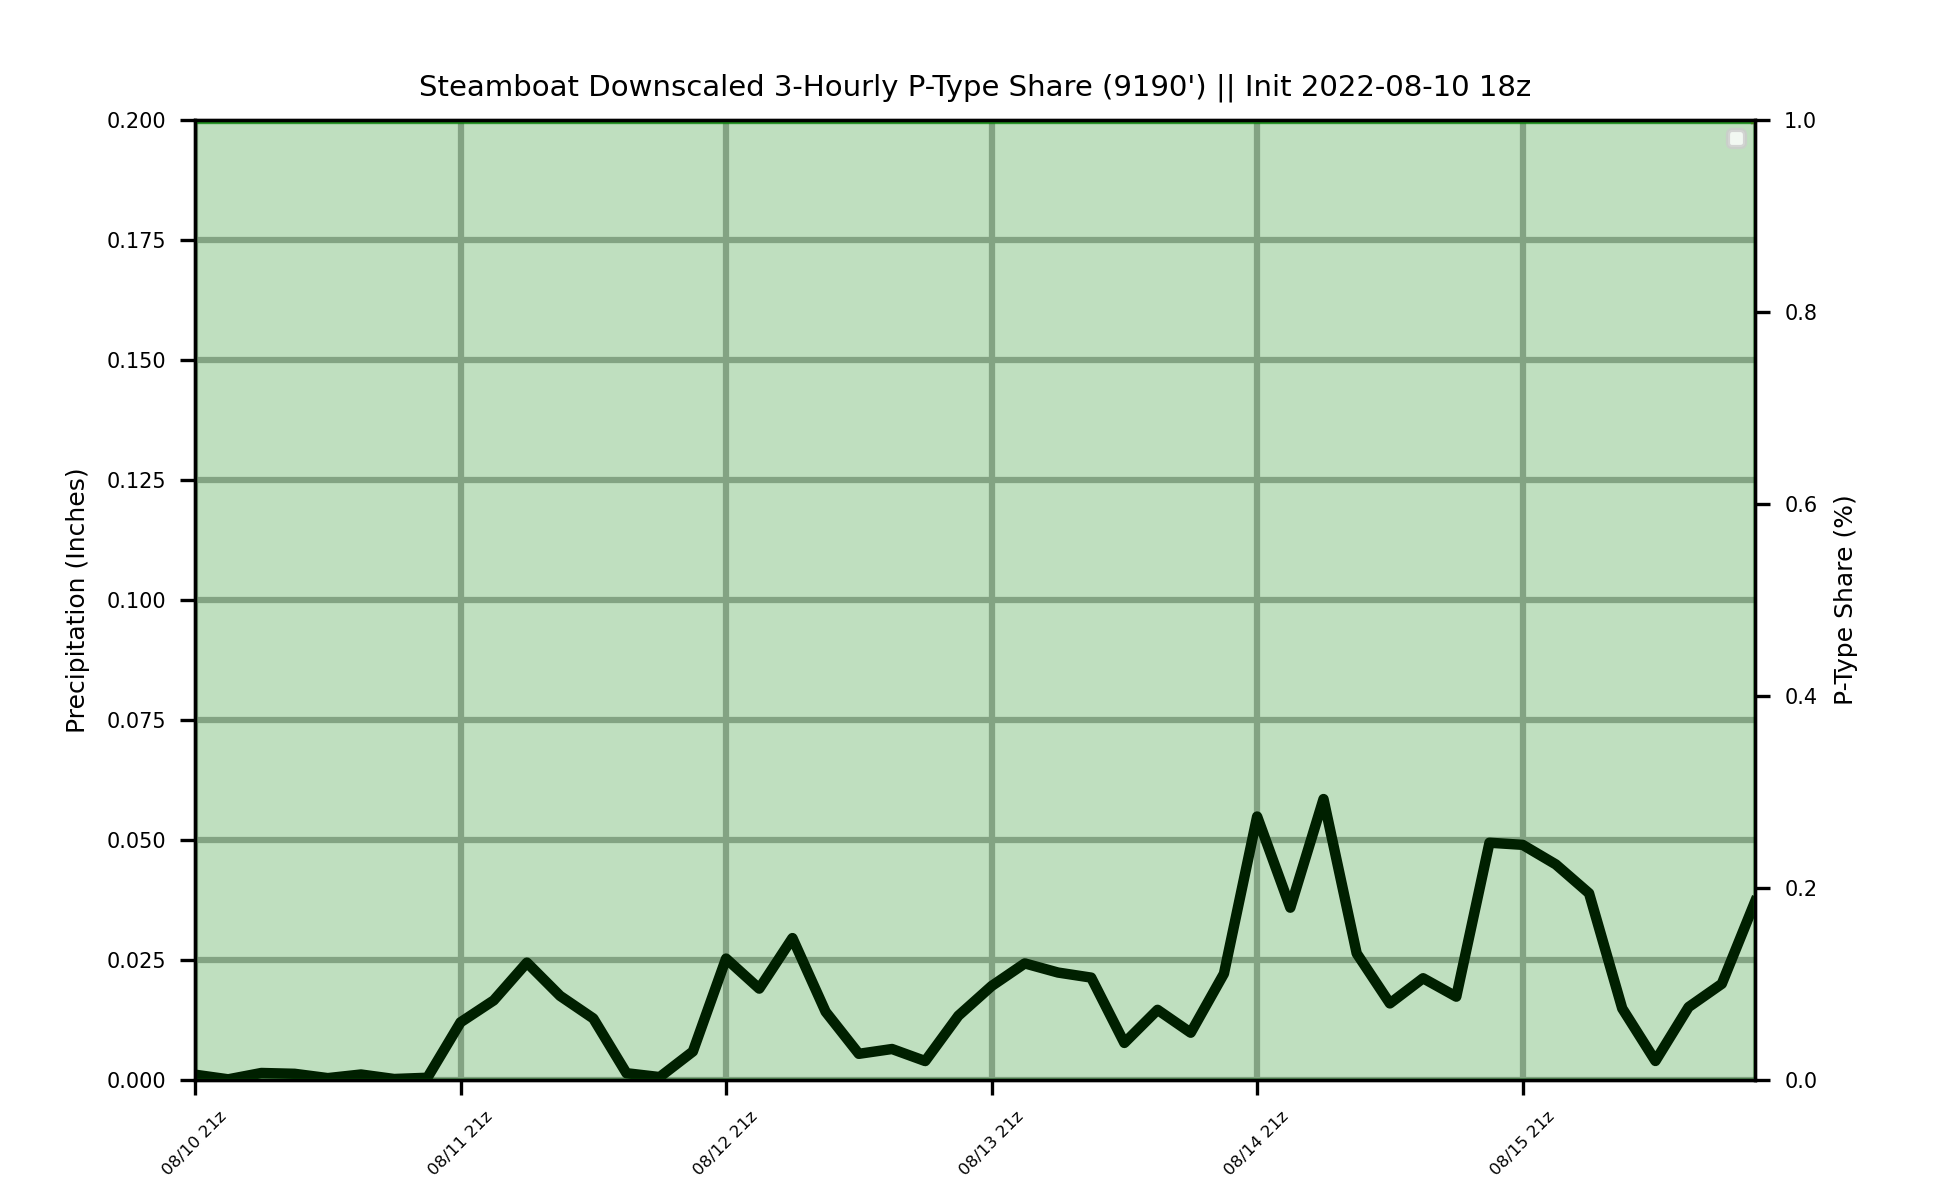 Steamboat Downscaled 3-Hourly P-Type Share (9190') || Init 2022-08-10 18z
0.200
0.175
0.150
0.125
0.100
0.075
0.050
0.025
0.000
Precipitation (Inches)
1.0
0.8
0.6
0.4
0.2
0.0
P-Type Share (%)
08/10 21z
08/11 21z
08/12 21z
08/13 21z
08/14 21z
08/15 21z